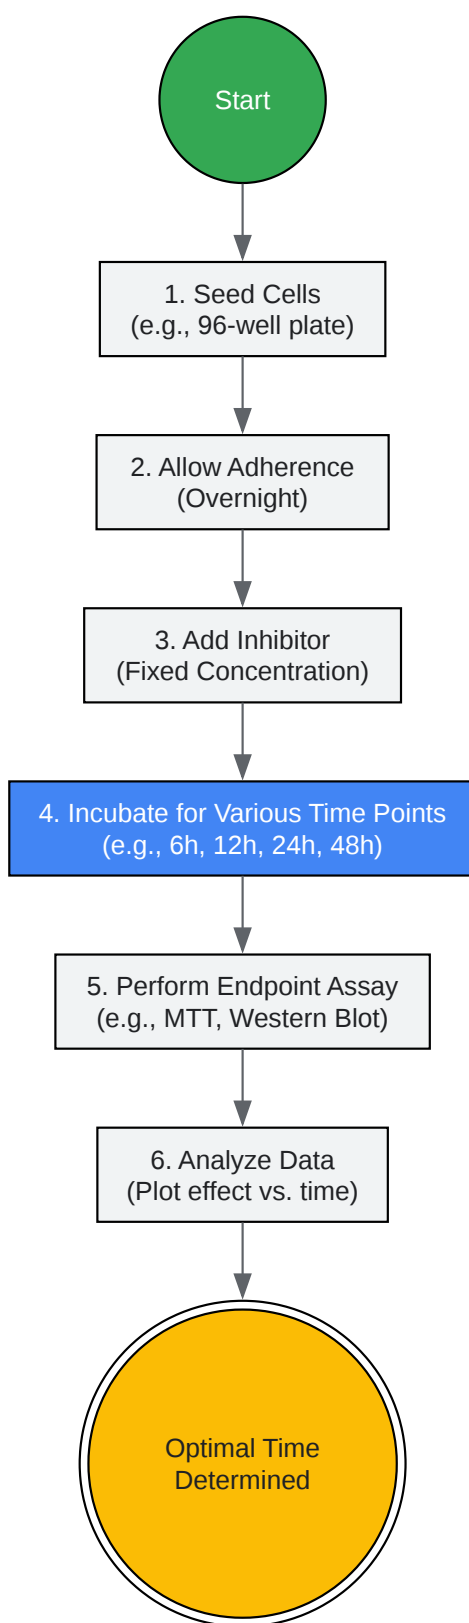 Start
1. Seed Cells
(e.g., 96-well plate)
2. Allow Adherence
(Overnight)
3. Add Inhibitor
(Fixed Concentration)
4. Incubate for Various Time Points
(e.g., 6h, 12h, 24h, 48h)
5. Perform Endpoint Assay
(e.g., MTT, Western Blot)
6. Analyze Data
(Plot effect vs. time)
Optimal Time
Determined